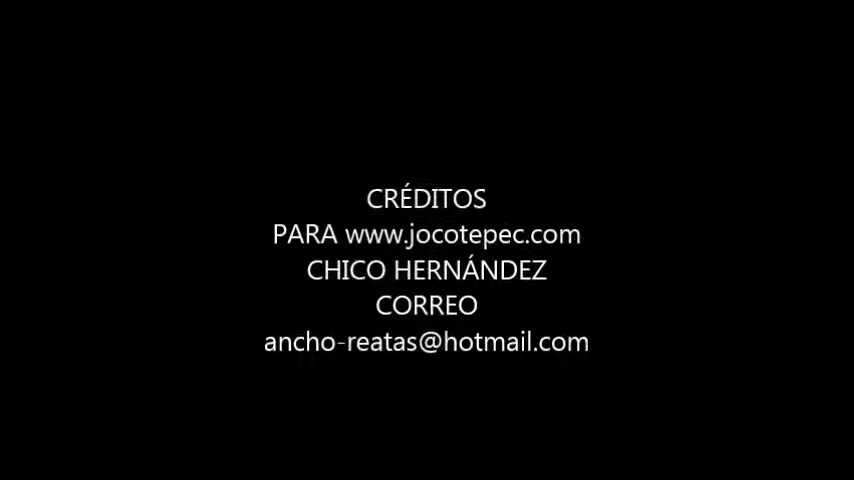 CRÉDITOS
PARA www.jocotepec.com
CHICO HERNÁNDEZ
CORREO
ancho-reatas@hotmail.com